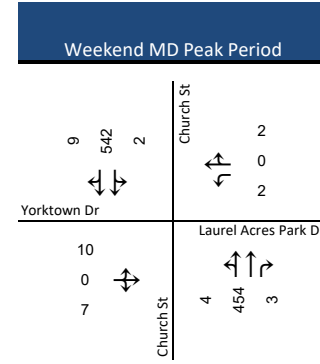 Weekend MD Peak Period
9 542 2
Church St
2
0
2
Yorktown Dr
Laurel Acres Park D
10
0
7
Church St
4 454 3